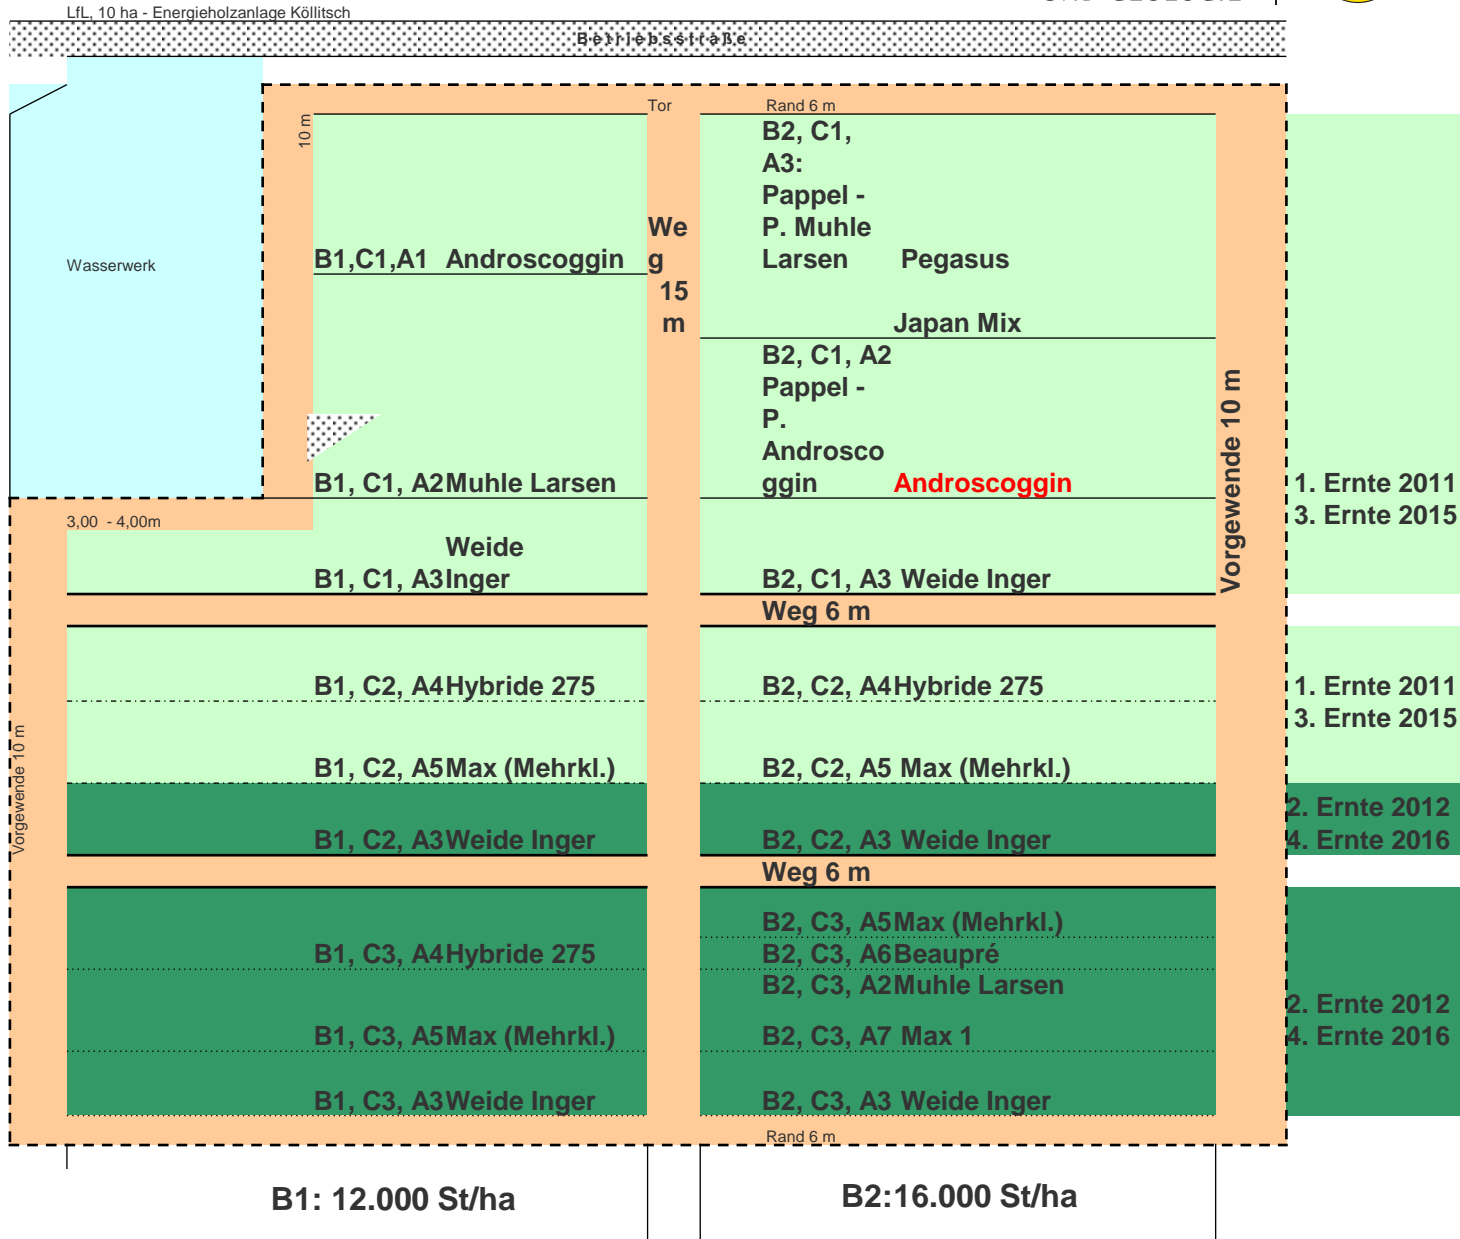 LfL, 10 ha - Energieholzanlage Köllitsch
Betriebsstraße
Tor
Rand 6 m
10 m
B2, C1,
A3:
Pappel -
P. Muhle
Larsen Pegasus
Japan Mix
We
g
15
m
Wasserwerk
B1,C1,A1 Androscoggin
B2, C1, A2
Pappel -
P.
Androsco
ggin Androscoggin
B1, C1, A2 Muhle Larsen
Vorgewende 10 m
1. Ernte 2011
3. Ernte 2015
3,00 - 4,00m
Weide
B1, C1, A3 Inger
B2, C1, A3 Weide Inger
Weg 6 m
B1, C2, A4 Hybride 275
B2, C2, A4 Hybride 275
1. Ernte 2011
3. Ernte 2015
Vorgewende 10 m
B1, C2, A5 Max (Mehrkl.)
B2, C2, A5 Max (Mehrkl.)
2. Ernte 2012
4. Ernte 2016
B1, C2, A3 Weide Inger
B2, C2, A3 Weide Inger
Weg 6 m
B2, C3, A5 Max (Mehrkl.)
B1, C3, A4 Hybride 275
B2, C3, A6 Beaupré
B2, C3, A2 Muhle Larsen
2. Ernte 2012
4. Ernte 2016
B1, C3, A5 Max (Mehrkl.)
B2, C3, A7 Max 1
B1, C3, A3 Weide Inger
B2, C3, A3 Weide Inger
Rand 6 m
B1: 12.000 St/ha
B2:16.000 St/ha